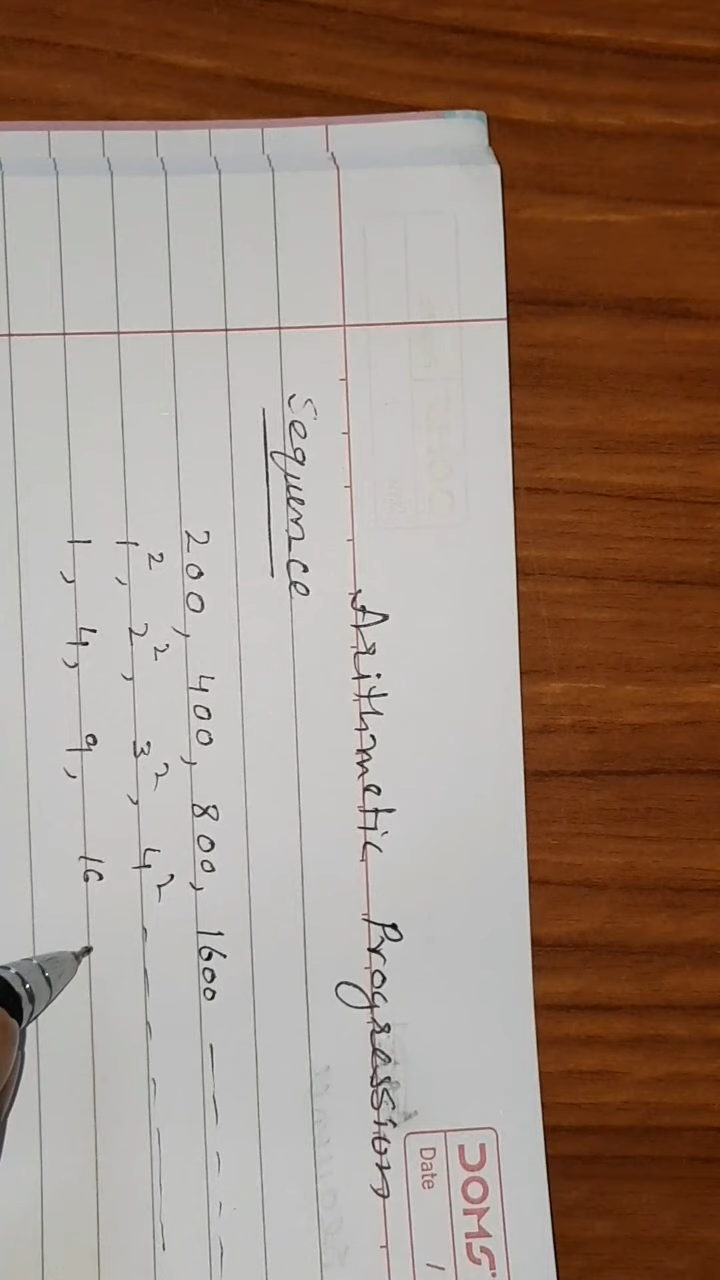 DOMS
Date /
Arithmetic Progression
Sequence
200, 400, 800, 1600 - - - - -
1², 2², 3², 4² - - - - -
1, 4, 9, 16